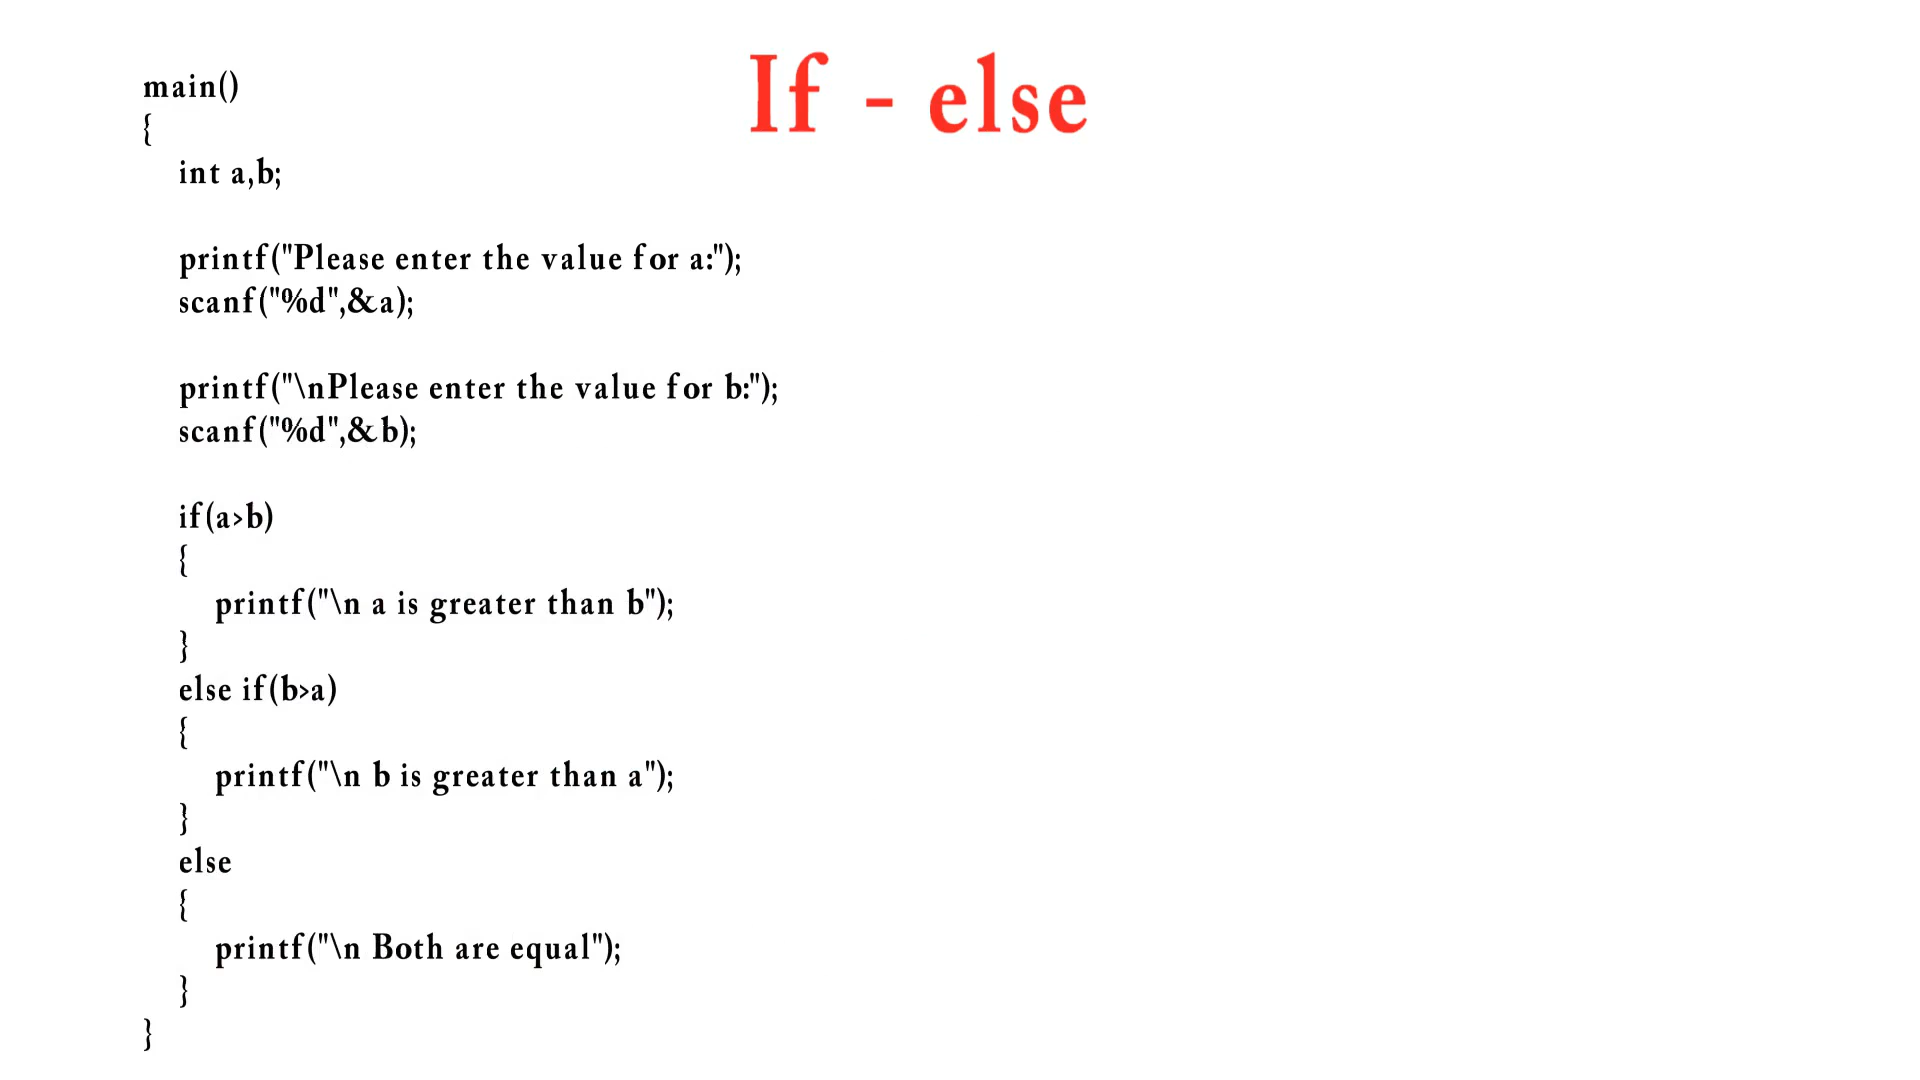 If - else
main()
{
int a,b;
printf("Please enter the value for a:");
scanf("%d",&a);
printf("\nPlease enter the value for b:");
scanf("%d",&b);
if(a>b)
{
printf("\n a is greater than b");
}
else if(b>a)
{
printf("\n b is greater than a");
}
else
{
printf("\n Both are equal");
}
}